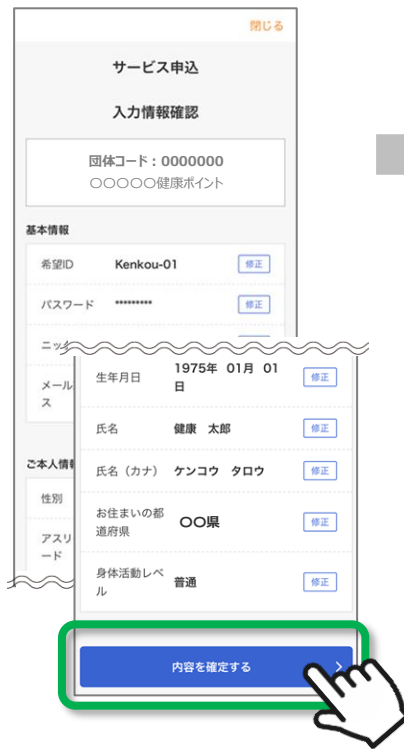 閉じる
サービス申込
入力情報確認
団体コード：0000000
○○○○○健康ポイント
基本情報
希望ID Kenkou-01 修正
パスワード ********* 修正
ニッ
メール
ス
ご本人情
性別
アスリ
ード
生年月日 1975年 01月 01
日 修正
氏名 健康 太郎 修正
氏名（カナ） ケンコウ タロウ 修正
お住まいの都
道府県 〇〇県 修正
身体活動レベ
ル 普通 修正
内容を確定する